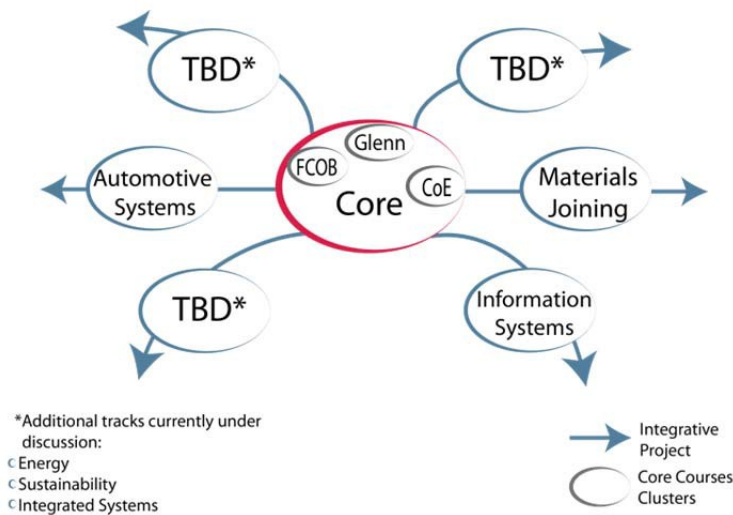 TBD*
TBD*
Glenn
FCOB
CoE
Core
Automotive
Systems
Materials
Joining
TBD*
Information
Systems
*Additional tracks currently under
discussion:
Energy
Sustainability
Integrated Systems
Integrative
Project
Core Courses
Clusters